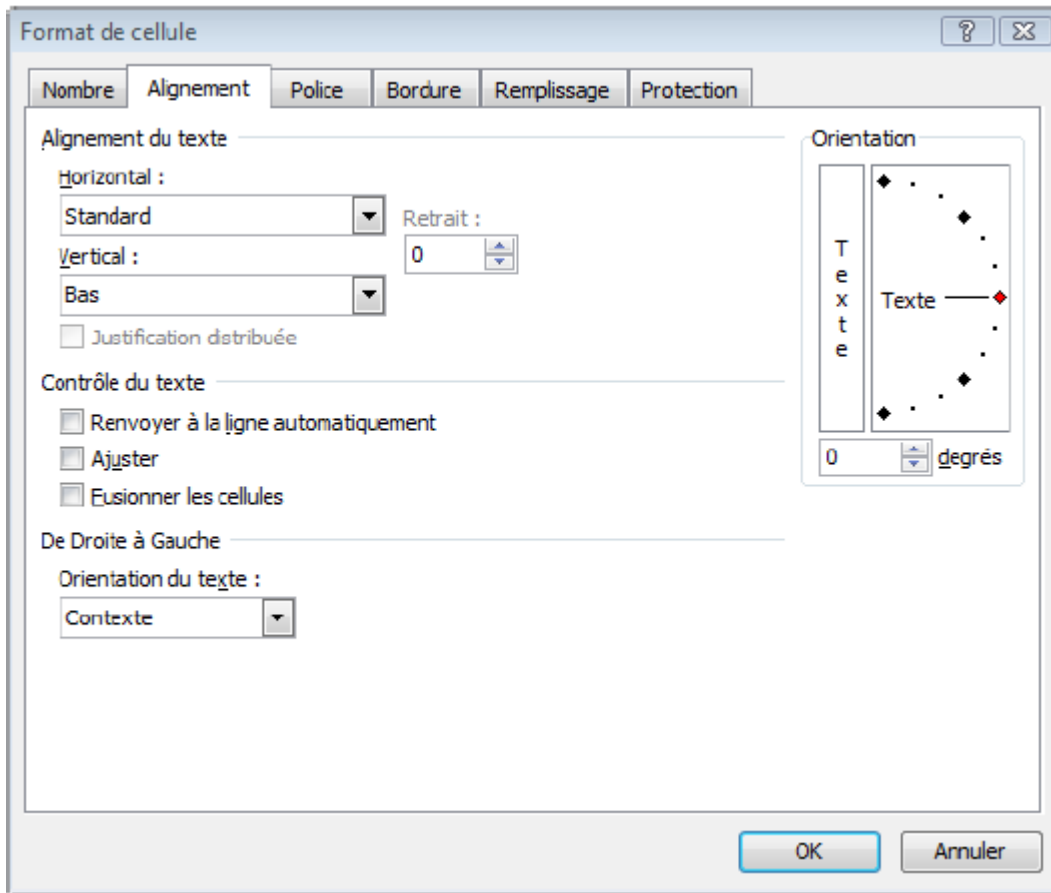 Format de cellule
Nombre Alignement Police Bordure Remplissage Protection
Alignement du texte
Horizontal :
Standard
Retrait :
0
Vertical :
Bas
Justification distribuée
Contrôle du texte
Renvoyer à la ligne automatiquement
Ajuster
Fusionner les cellules
De Droite à Gauche
Orientation du texte :
Contexte
Orientation
Texte
Texte
0 degrés
OK Annuler